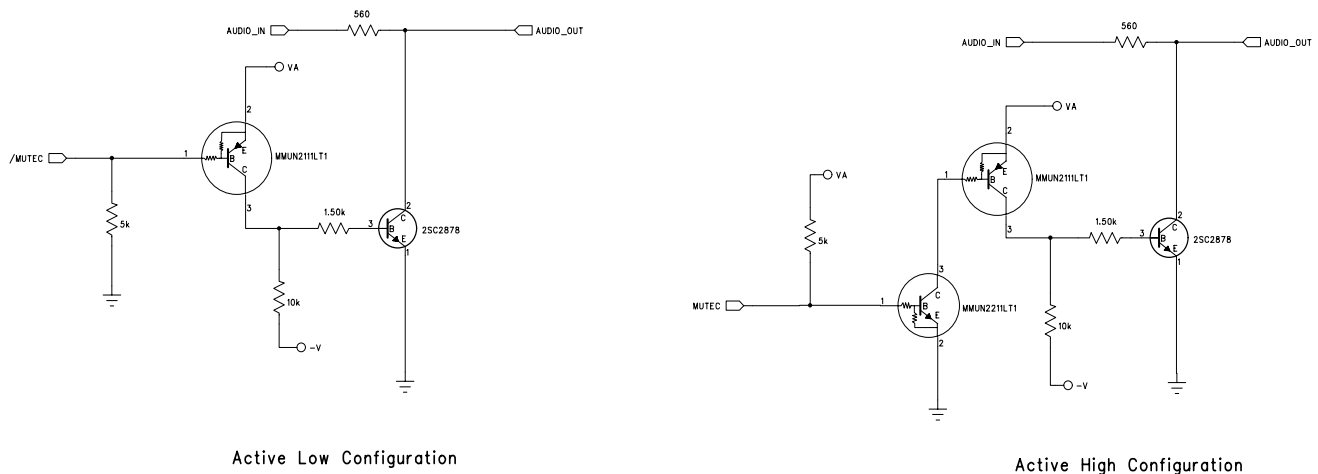 560
AUDIO_IN
AUDIO_OUT
VA
2
/MUTEC
1
B
E
C
MMUN2111LT1
3
5k
1.50k
3
B
C
E
2
1
2SC2878
10k
-V
Active Low Configuration
560
AUDIO_IN
AUDIO_OUT
VA
2
1
B
E
C
MMUN2111LT1
3
VA
5k
1.50k
3
B
C
E
2
1
2SC2878
MUTEC
1
3
B
C
E
2
MMUN2211LT1
10k
-V
Active High Configuration